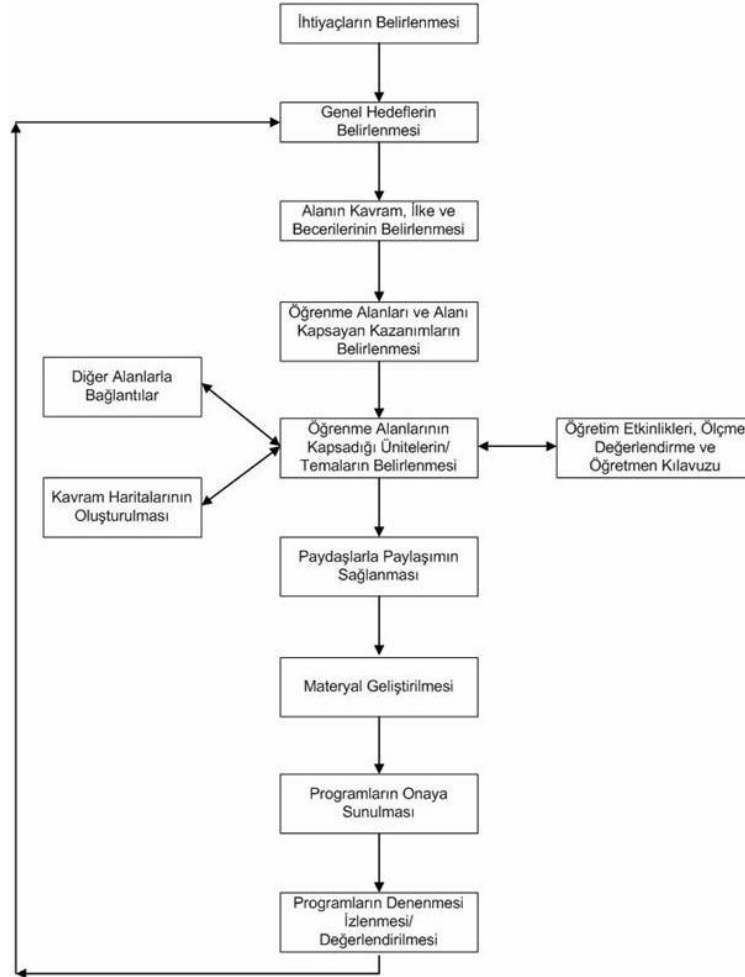 İhtiyaçların Belirlenmesi
Genel Hedeflerin
Belirlenmesi
Alanın Kavram, İlke ve
Becerilerinin Belirlenmesi
Öğrenme Alanları ve Alanı
Kapsayan Kazanımların
Belirlenmesi
Diğer Alanlarla
Bağlantılar
Öğrenme Alanlarının
Kapsadığı Ünitelerin/
Temaların Belirlenmesi
Öğretim Etkinlikleri, Ölçme
Değerlendirme ve
Öğretmen Kılavuzu
Kavram Haritalarının
Oluşturulması
Paydaşlarla Paylaşımın
Sağlanması
Materyal Geliştirilmesi
Programların Onaya
Sunulması
Programların Denenmesi
İzlenmesi/
Değerlendirilmesi